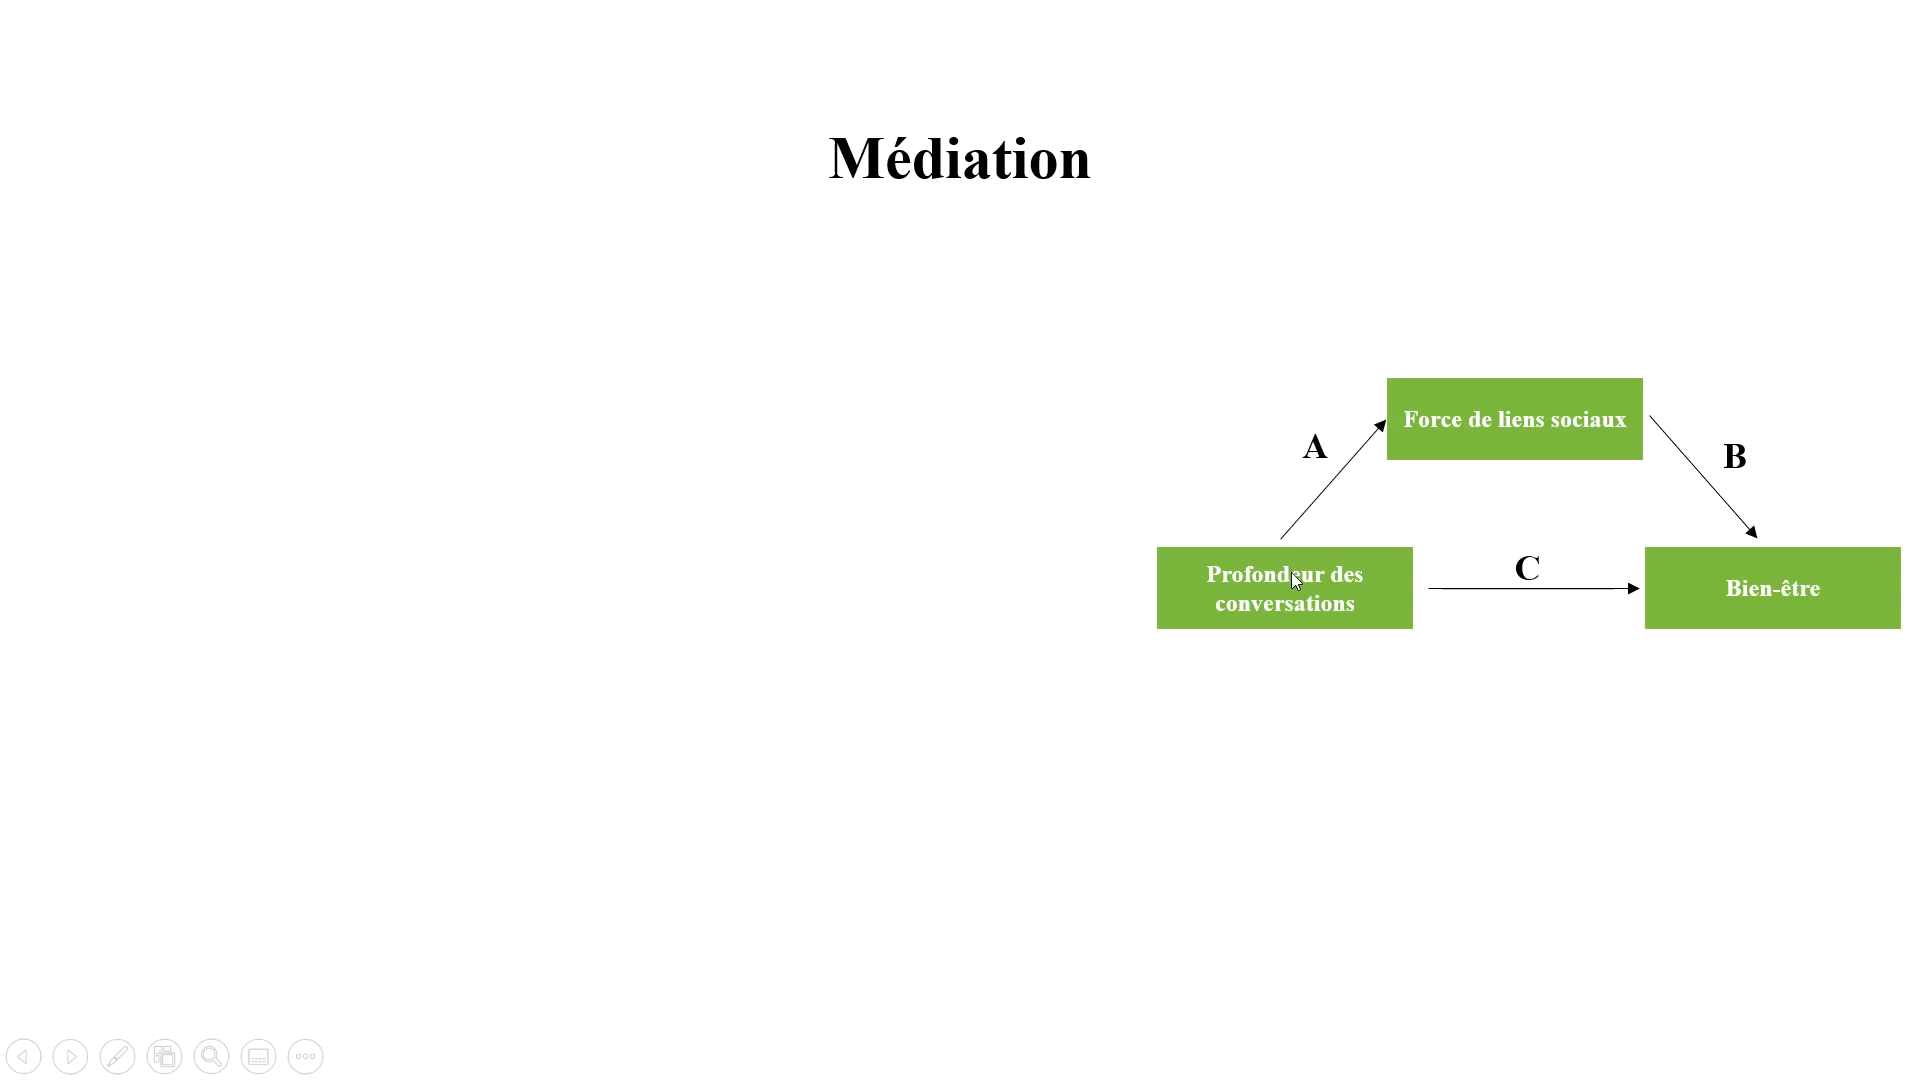 Médiation
Force de liens sociaux
A
B
Profondeur des
conversations
C
Bien-être